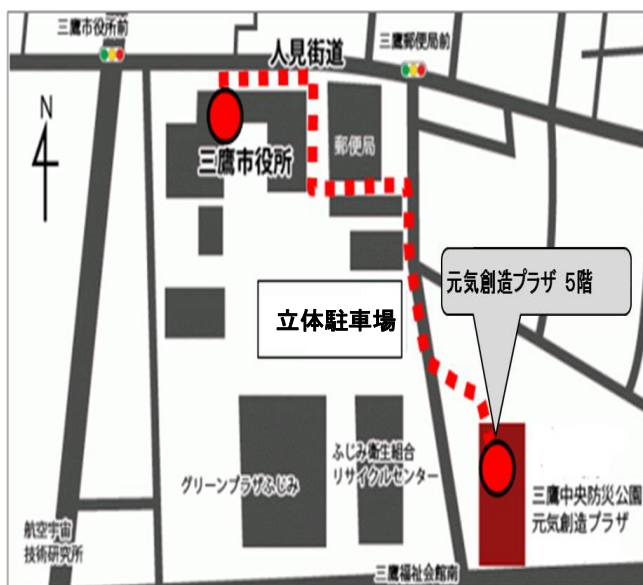 三鷹市役所前
人見街道
三鷹郵便局前
N
三鷹市役所
郵便局
元気創造プラザ 5階
立体駐車場
グリーンプラザふじみ
ふじみ衛生組合
リサイクルセンター
三鷹中央防災公園
元気創造プラザ
航空宇宙
技術研究所
三鷹福祉会館南